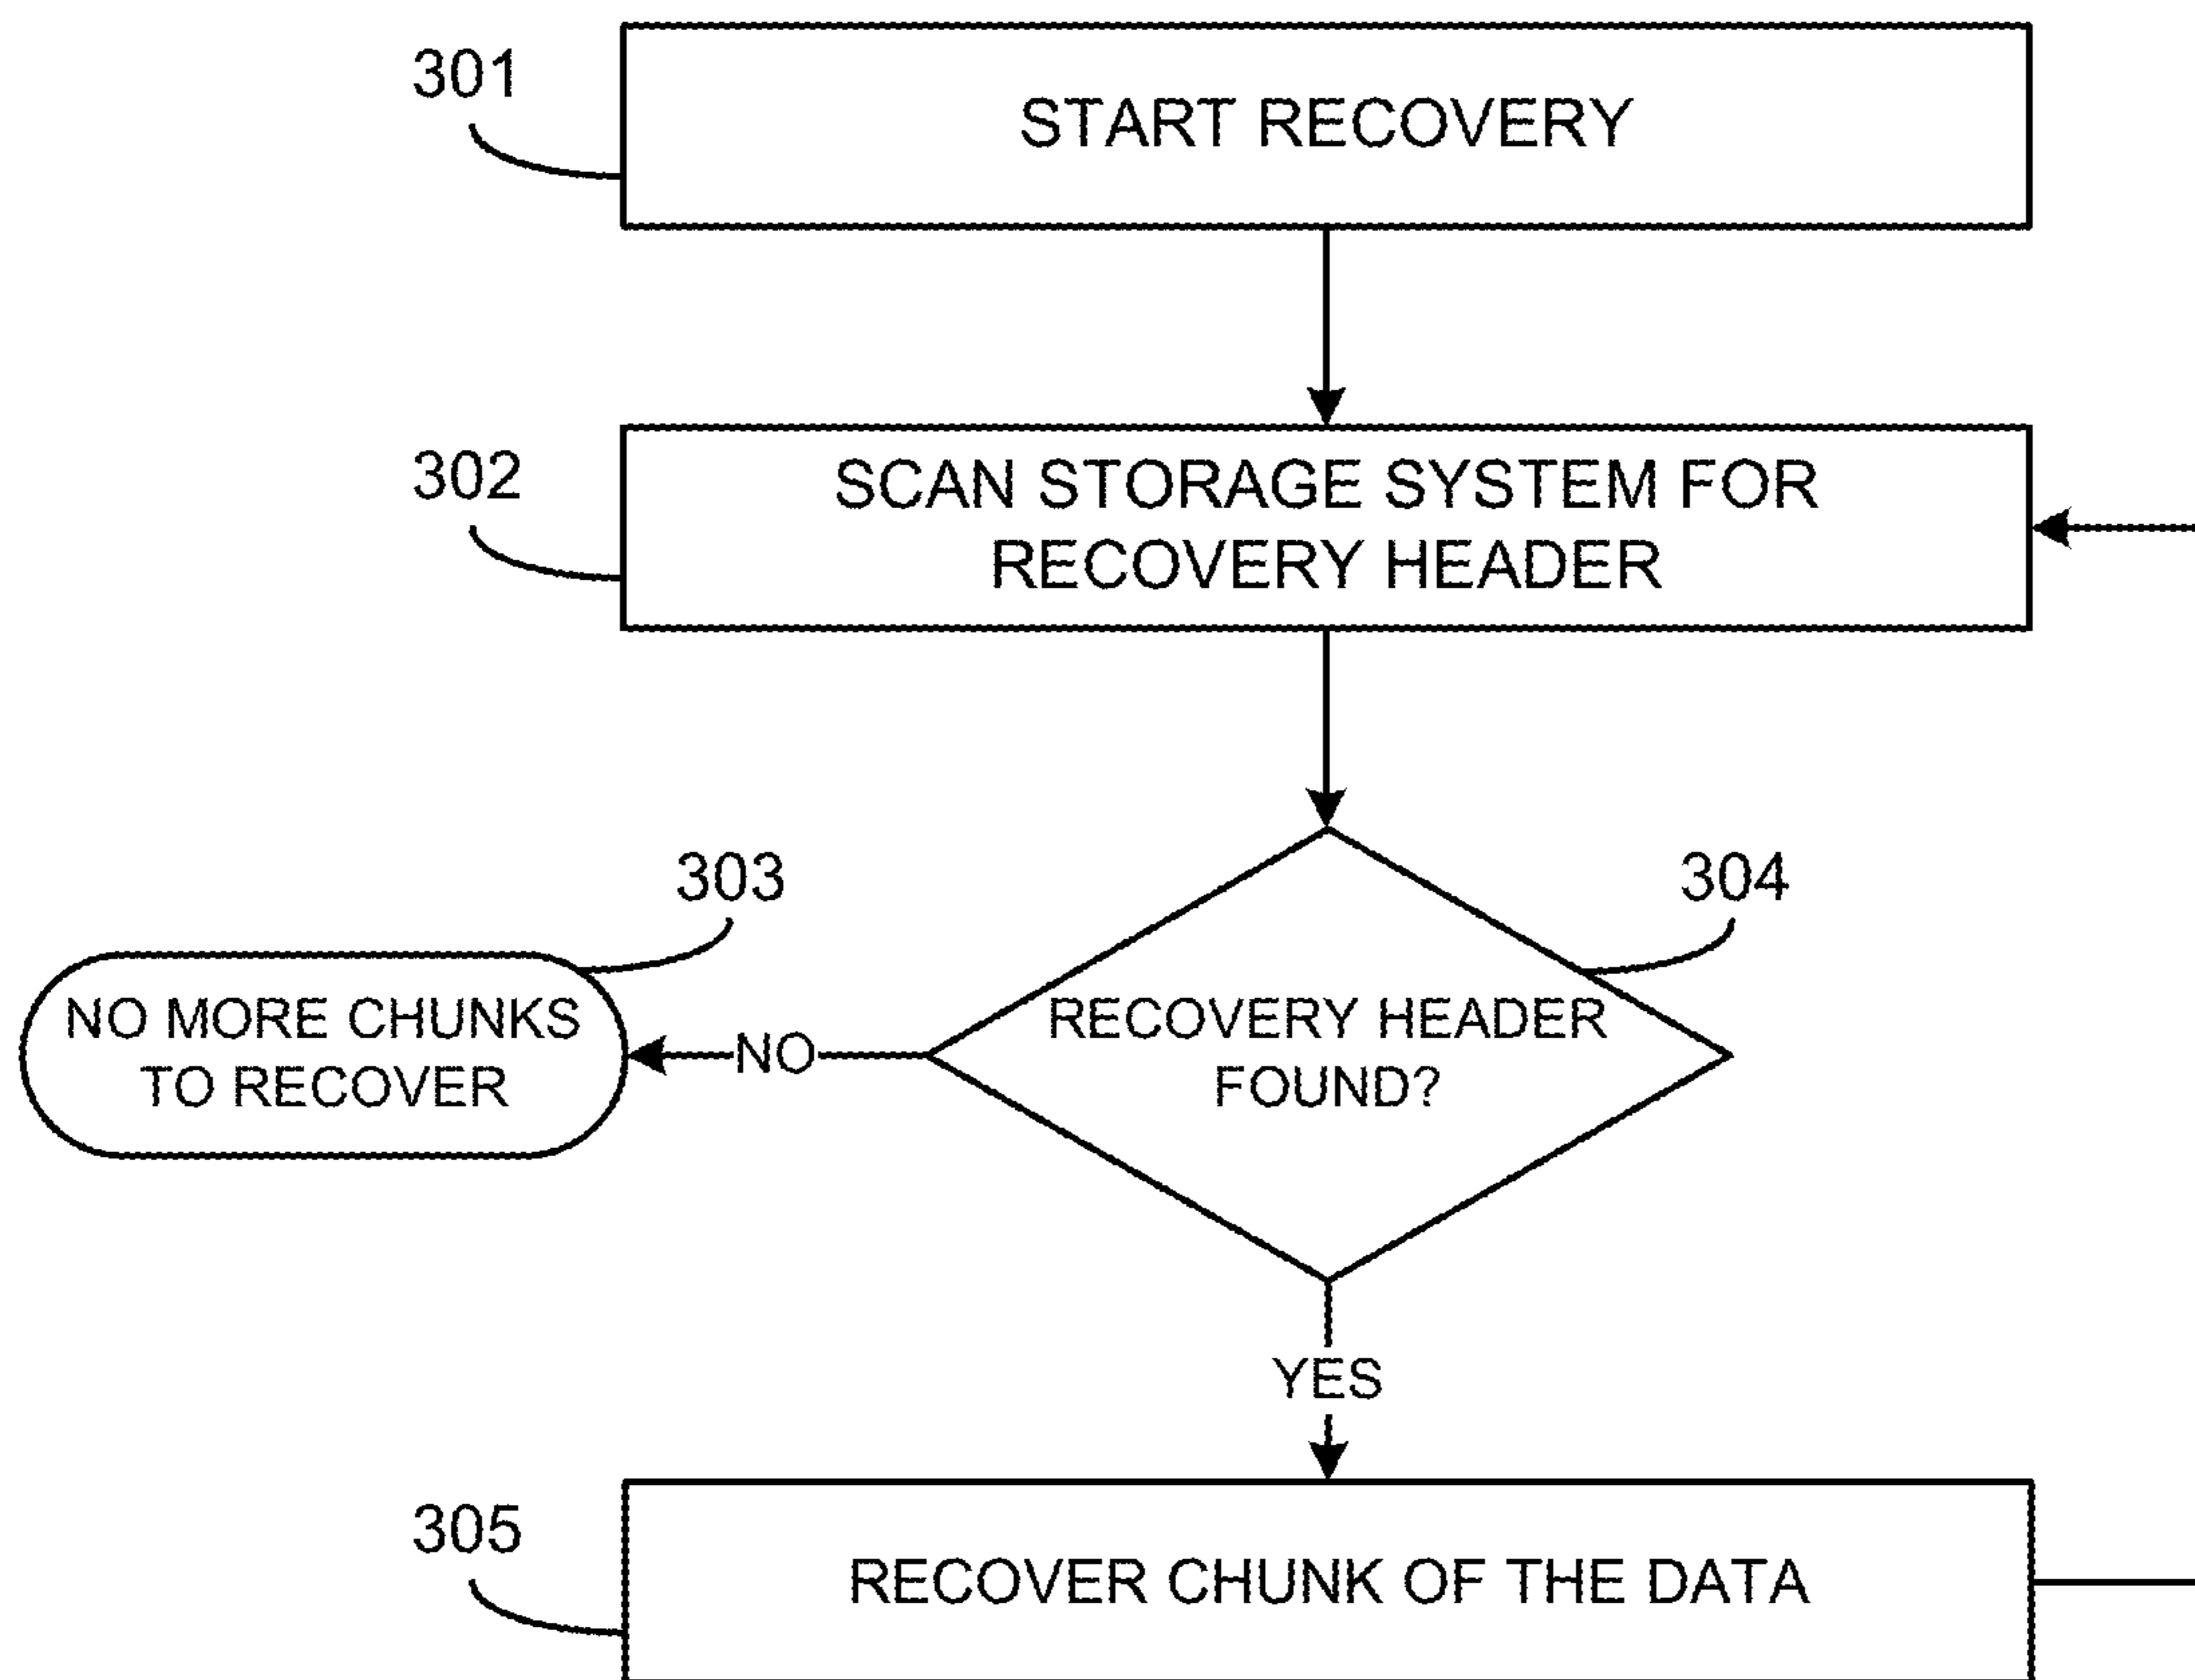 301
START RECOVERY
302
SCAN STORAGE SYSTEM FOR
RECOVERY HEADER
303
304
NO MORE CHUNKS
TO RECOVER
NO
RECOVERY HEADER
FOUND?
YES
305
RECOVER CHUNK OF THE DATA